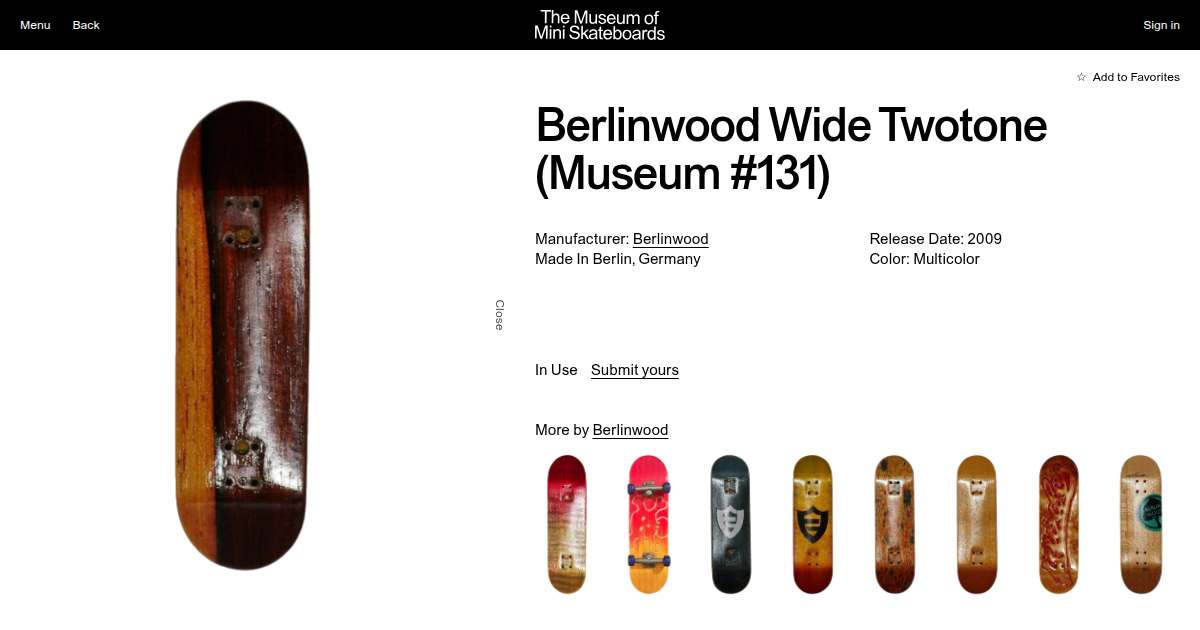 Menu
Back
The Museum of
Mini Skateboards
Sign in
☆ Add to Favorites
Berlinwood Wide Twotone
(Museum #131)
Manufacturer: Berlinwood
Made In Berlin, Germany
Release Date: 2009
Color: Multicolor
Close
In Use Submit yours
More by Berlinwood